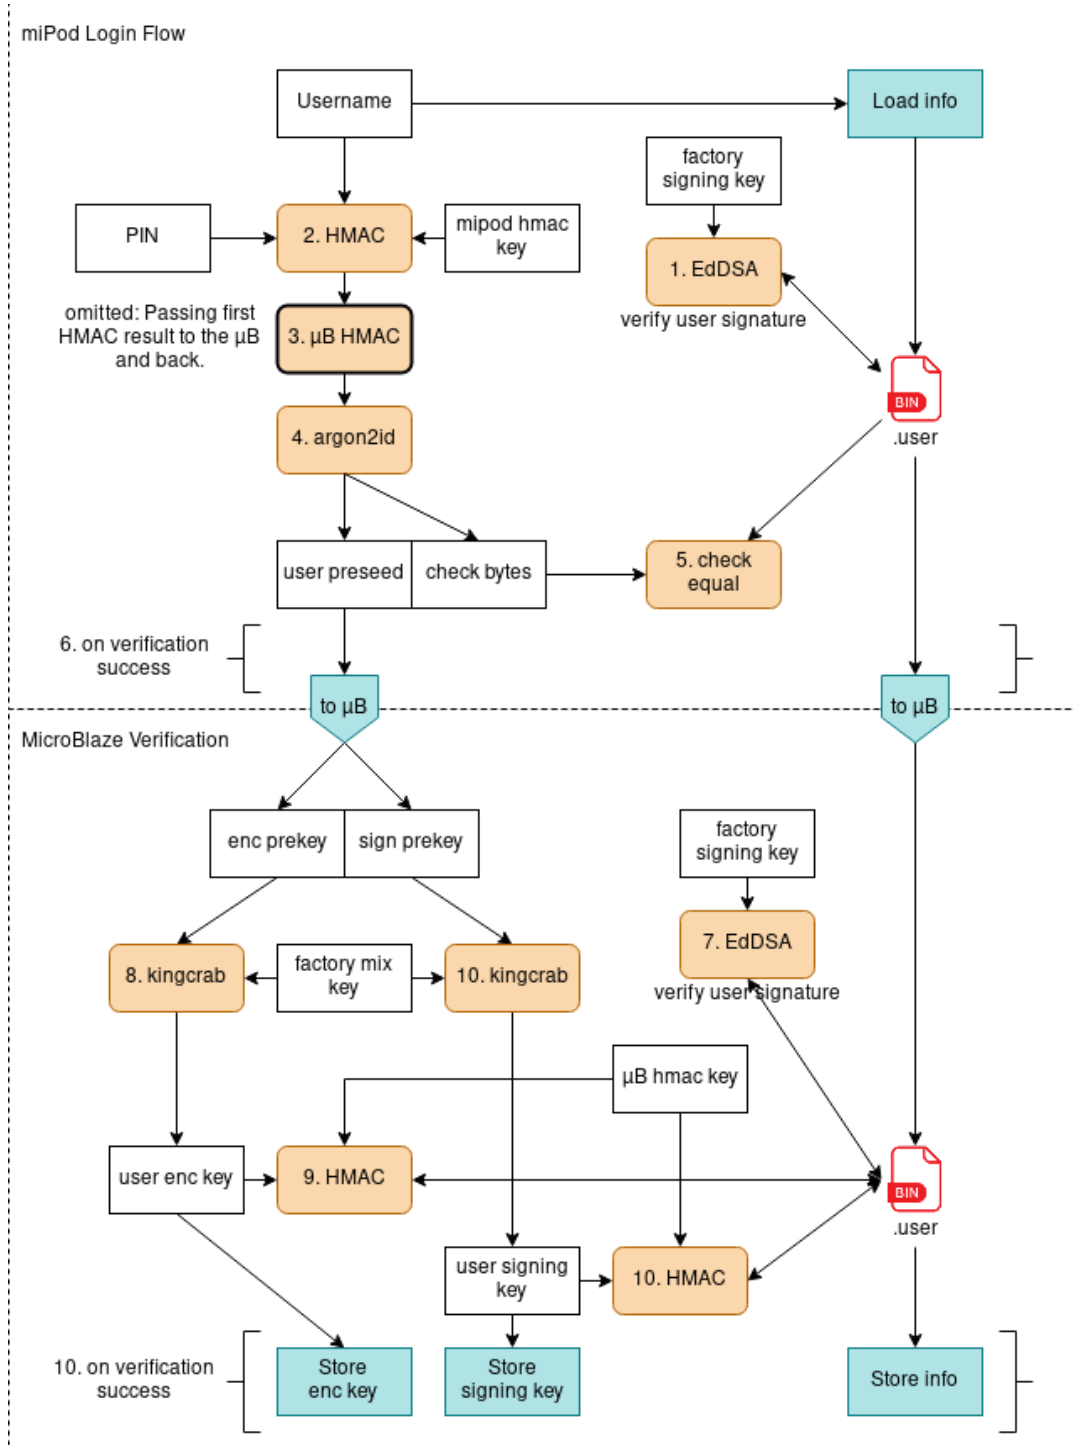 miPod Login Flow
Username
Load info
factory
signing key
PIN
2. HMAC
mipod hmac
key
1. EdDSA
verify user signature
omitted: Passing first
HMAC result to the µB
and back.
3. µB HMAC
BIN
.user
4. argon2id
user preseed
check bytes
5. check
equal
6. on verification
success
to µB
to µB
MicroBlaze Verification
enc prekey
sign prekey
factory
signing key
8. kingcrab
factory mix
key
10. kingcrab
7. EdDSA
verify user signature
µB hmac key
user enc key
9. HMAC
BIN
.user
user signing
key
10. HMAC
10. on verification
success
Store
enc key
Store
signing key
Store info